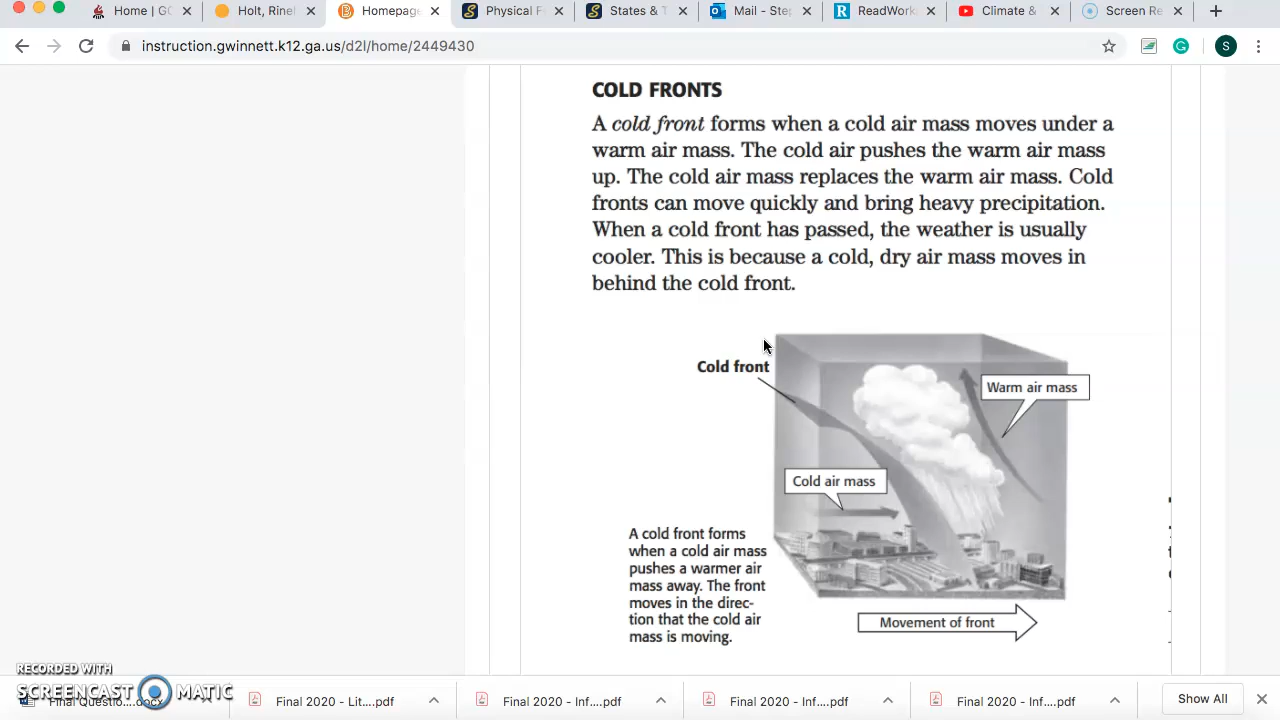 Home | GC
Holt, Rineh
Homepage
Physical F
States & T
Mail - Step
ReadWork
Climate &
Screen Re
instruction.gwinnett.k12.ga.us/d2l/home/2449430
S
COLD FRONTS
A cold front forms when a cold air mass moves under a
warm air mass. The cold air pushes the warm air mass
up. The cold air mass replaces the warm air mass. Cold
fronts can move quickly and bring heavy precipitation.
When a cold front has passed, the weather is usually
cooler. This is because a cold, dry air mass moves in
behind the cold front.
Cold front
Warm air mass
Cold air mass
A cold front forms
when a cold air mass
pushes a warmer air
mass away. The front
moves in the direc-
tion that the cold air
mass is moving.
Movement of front
RECORDED WITH
SCREENCAST MATIC
Final Questio....docx
Final 2020 - Lit....pdf
Final 2020 - Inf....pdf
Final 2020 - Inf....pdf
Final 2020 - Inf....pdf
Show All